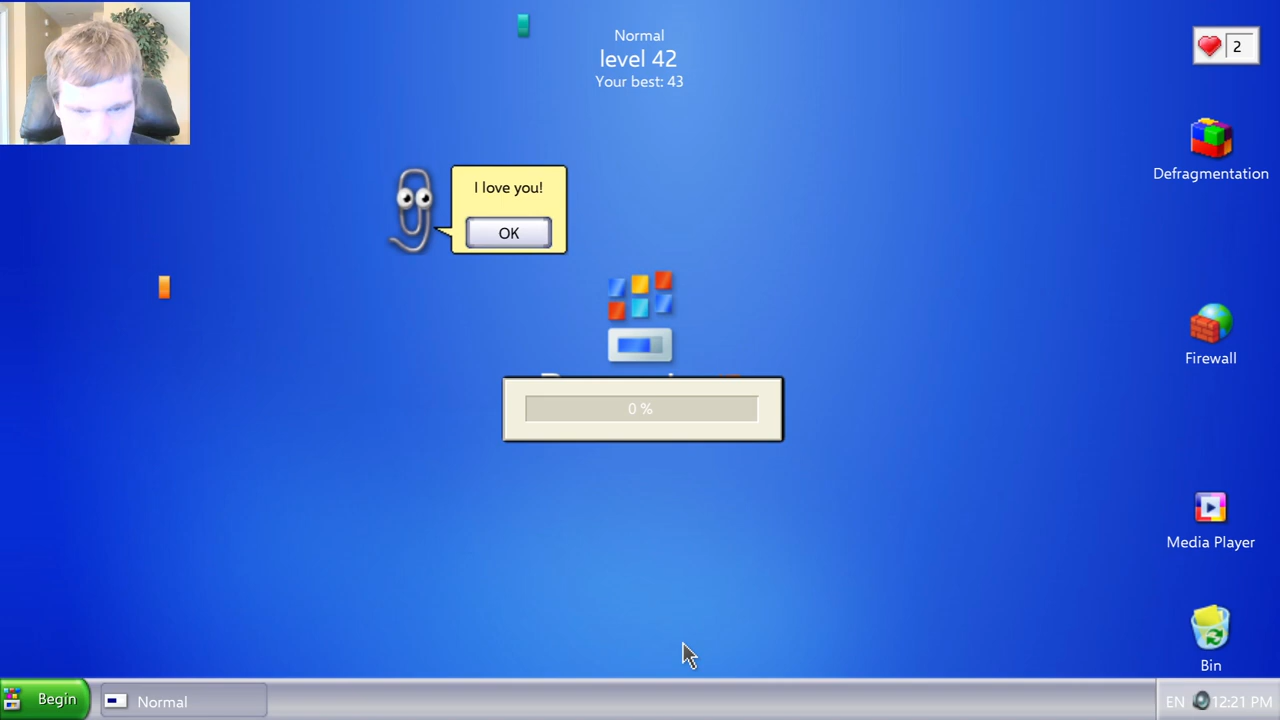 Normal
level 42
Your best: 43
2
Defragmentation
I love you!
OK
Firewall
0 %
Media Player
Bin
Begin
Normal
EN
12:21 PM